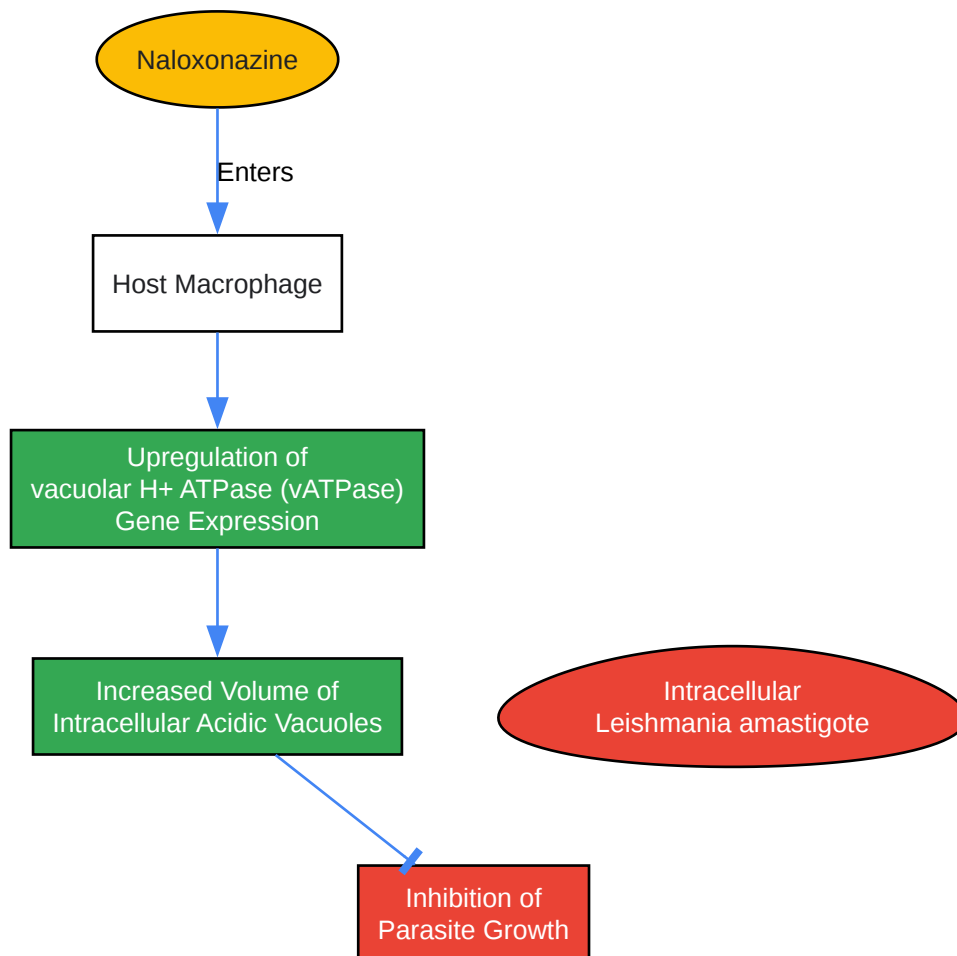 Naloxonazine
Enters
Host Macrophage
Upregulation of
vacuolar H+ ATPase (vATPase)
Gene Expression
Increased Volume of
Intracellular Acidic Vacuoles
Intracellular
Leishmania amastigote
Inhibition of
Parasite Growth